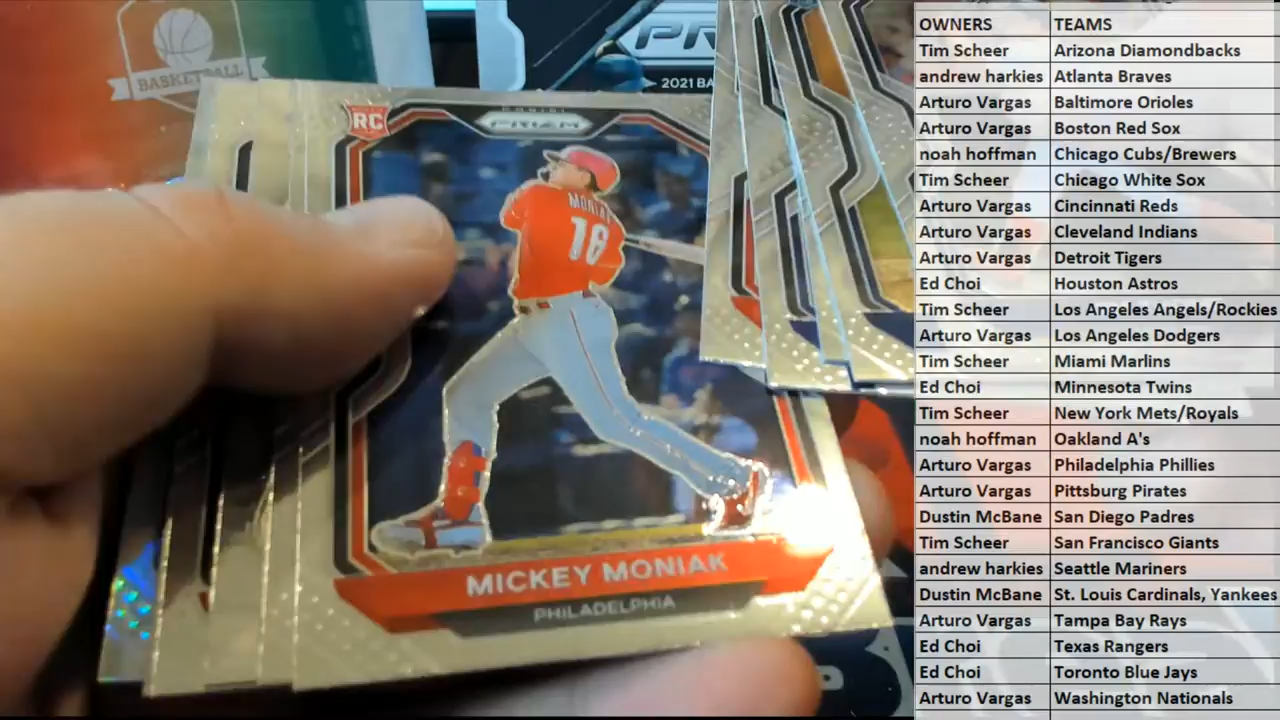 BASKETBALL
PR
2021 BA
RC
PANINI
PRIZM
MONIAK
18
MICKEY MONIAK
PHILADELPHIA
OWNERS TEAMS
Tim Scheer Arizona Diamondbacks
andrew harkies Atlanta Braves
Arturo Vargas Baltimore Orioles
Arturo Vargas Boston Red Sox
noah hoffman Chicago Cubs/Brewers
Tim Scheer Chicago White Sox
Arturo Vargas Cincinnati Reds
Arturo Vargas Cleveland Indians
Arturo Vargas Detroit Tigers
Ed Choi Houston Astros
Tim Scheer Los Angeles Angels/Rockies
Arturo Vargas Los Angeles Dodgers
Tim Scheer Miami Marlins
Ed Choi Minnesota Twins
Tim Scheer New York Mets/Royals
noah hoffman Oakland A's
Arturo Vargas Philadelphia Phillies
Arturo Vargas Pittsburg Pirates
Dustin McBane San Diego Padres
Tim Scheer San Francisco Giants
andrew harkies Seattle Mariners
Dustin McBane St. Louis Cardinals, Yankees
Arturo Vargas Tampa Bay Rays
Ed Choi Texas Rangers
Ed Choi Toronto Blue Jays
Arturo Vargas Washington Nationals